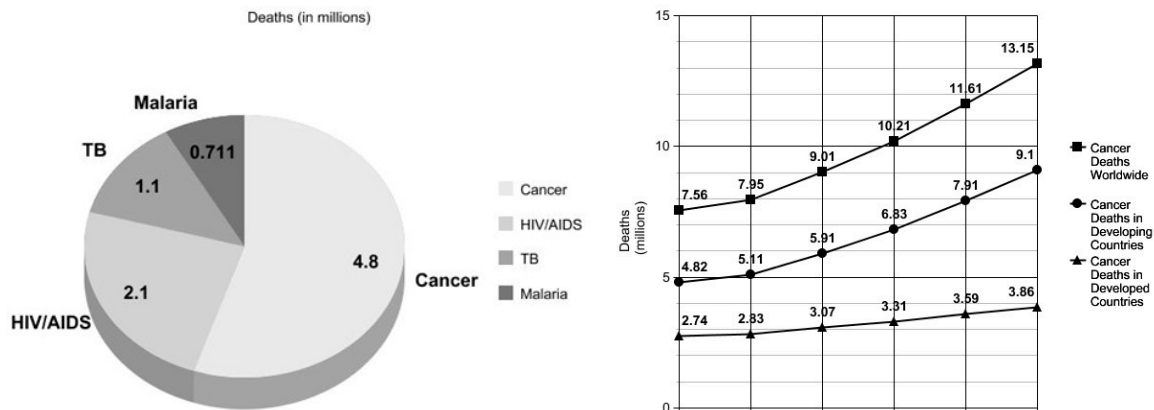 Deaths (in millions)
Malaria
0.711
TB
1.1
HIV/AIDS
2.1
Cancer
4.8
Cancer
HIV/AIDS
TB
Malaria
15
10
5
0
Deaths
(millions)
7.56
7.95
9.01
10.21
11.61
13.15
4.82
5.11
5.91
6.83
7.91
9.1
2.74
2.83
3.07
3.31
3.59
3.86
Cancer
Deaths
Worldwide
Cancer
Deaths in
Developing
Countries
Cancer
Deaths in
Developed
Countries